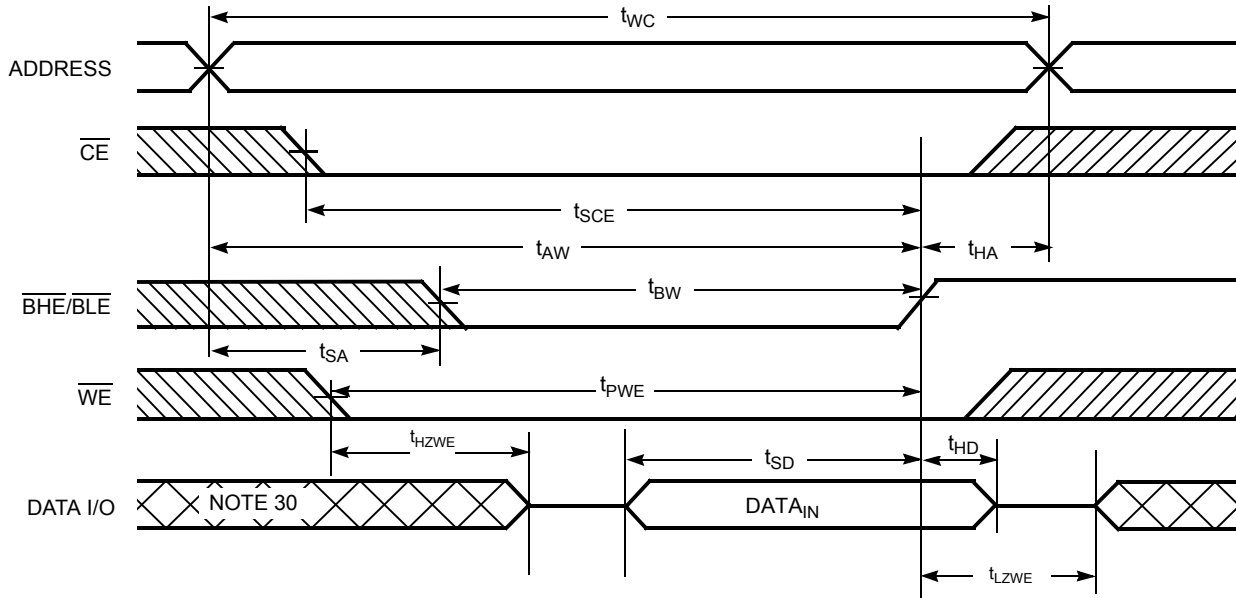 tWC
ADDRESS
CE
tSCE
tAW
tHA
BHE/BLE
tBW
tSA
WE
tPWE
tHZWE
tSD
tHD
DATA I/O
NOTE 30
DATAIN
tLZWE